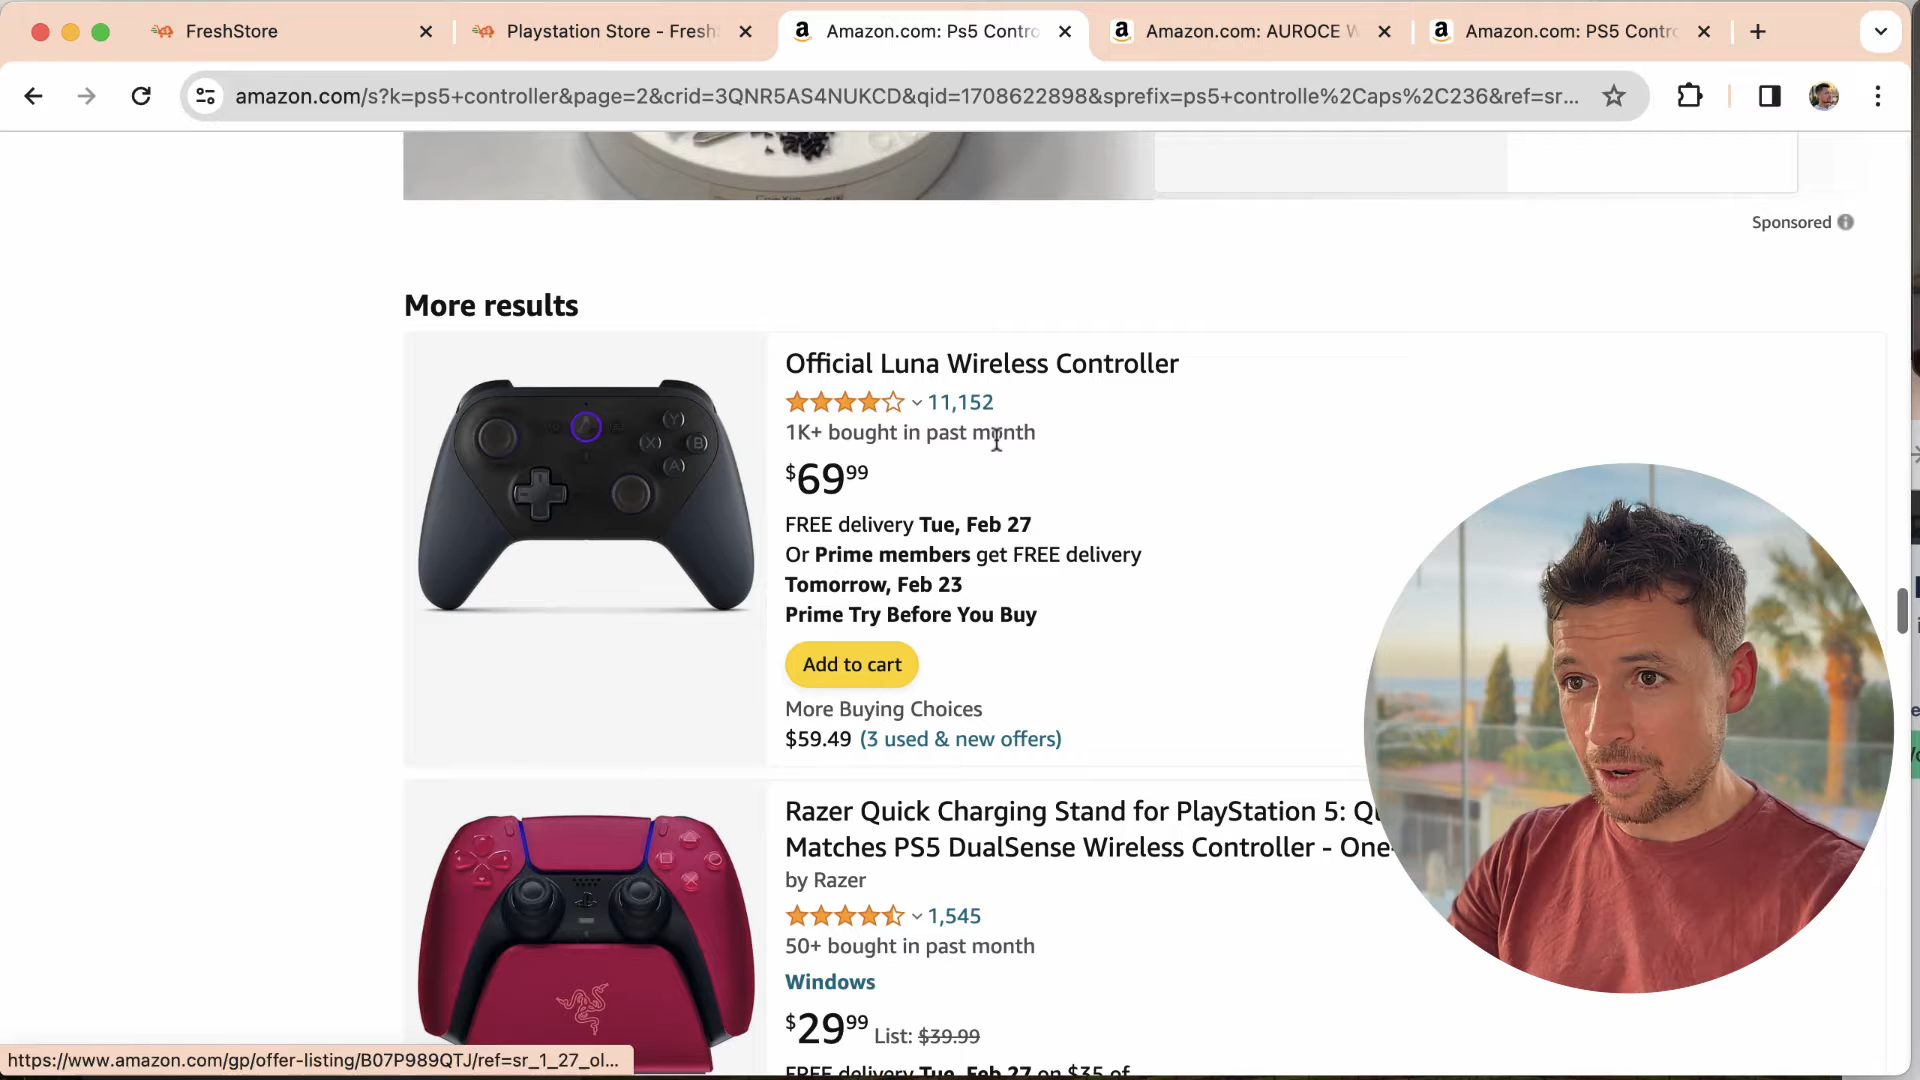 FreshStore
Playstation Store - Fresh
Amazon.com: Ps5 Contro
Amazon.com: AUROCE W
Amazon.com: PS5 Contro
amazon.com/s?k=ps5+controller&page=2&crid=3QNR5AS4NUKCD&qid=1708622898&sprefix=ps5+controlle%2Caps%2C236&ref=sr...
Sponsored
More results
Official Luna Wireless Controller
11,152
1K+ bought in past month
$69 99
FREE delivery Tue, Feb 27
Or Prime members get FREE delivery
Tomorrow, Feb 23
Prime Try Before You Buy
Add to cart
More Buying Choices
$59.49 (3 used & new offers)
Y
X B
A
Razer Quick Charging Stand for PlayStation 5: Qu
Matches PS5 DualSense Wireless Controller - One-
by Razer
1,545
50+ bought in past month
Windows
$29 99 List: $39.99
FREE delivery Tue, Feb 27 on $35 of
https://www.amazon.com/gp/offer-listing/B07P989QTJ/ref=sr_1_27_ol...